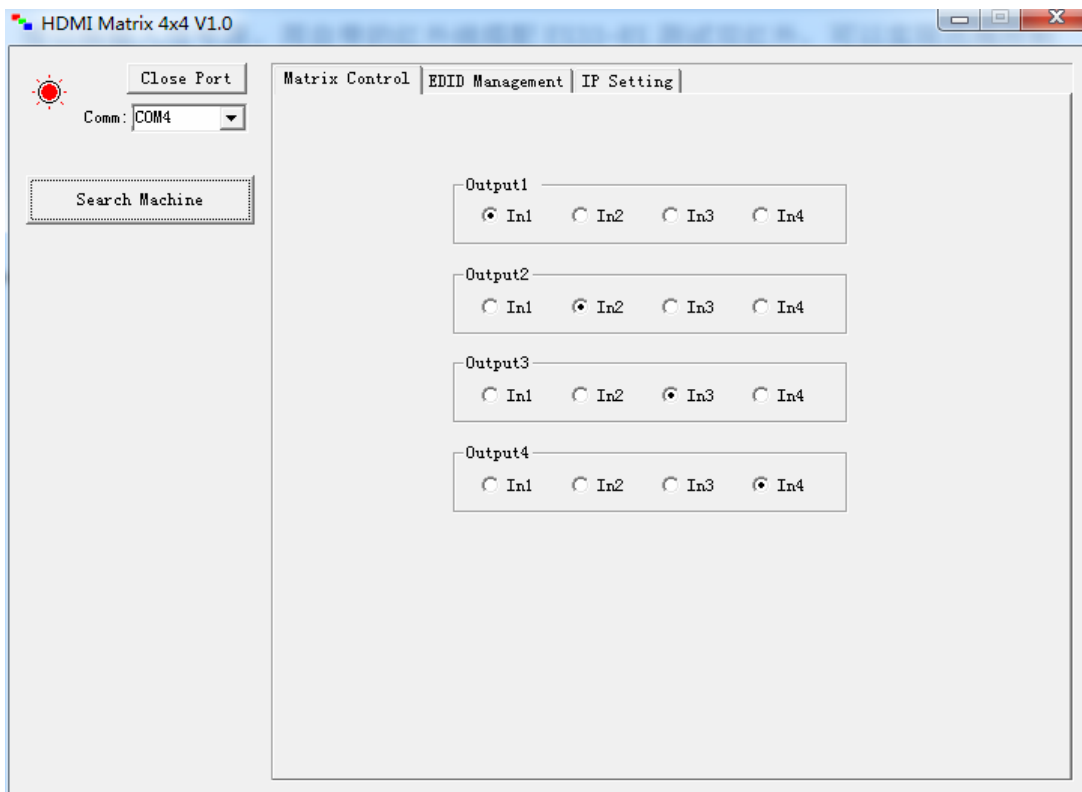 HDMI Matrix 4x4 V1.0
Close Port
Comm: COM4
Search Machine
Matrix Control EDID Management IP Setting
Output1
In1 In2 In3 In4
Output2
In1 In2 In3 In4
Output3
In1 In2 In3 In4
Output4
In1 In2 In3 In4